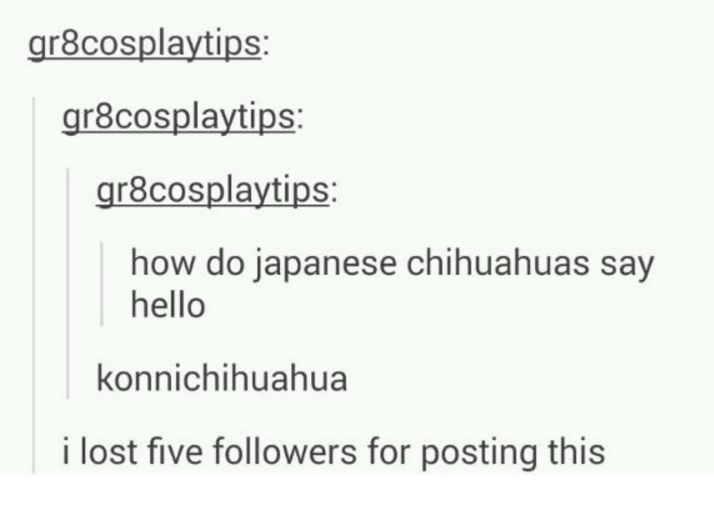 gr8cosplaytips:
gr8cosplaytips:
gr8cosplaytips:
how do japanese chihuahuas say
hello
konnichihuahua
i lost five followers for posting this